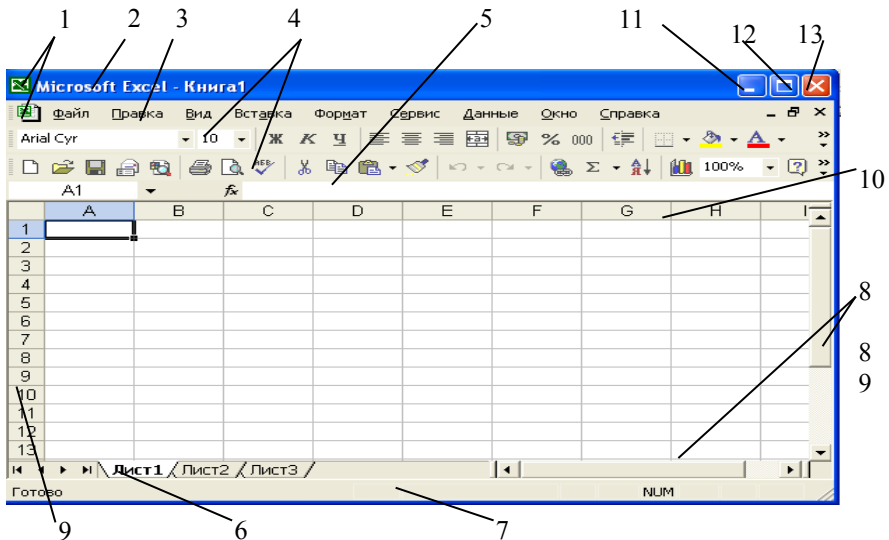 1 2 3 4 5 11 12 13
Microsoft Excel - Книга1
Файл Правка Вид Вставка Формат Сервис Данные Окно Справка
Arial Cyr 10 Ж К Ч % 000 А
ABC Σ А Я 100% ?
A1 fx
10
A B C D E F G H I
1
2
3
4
5
8
6
7
8
8
9
9
10
11
12
13
Лист1 Лист2 Лист3
Готово NUM
9 6 7